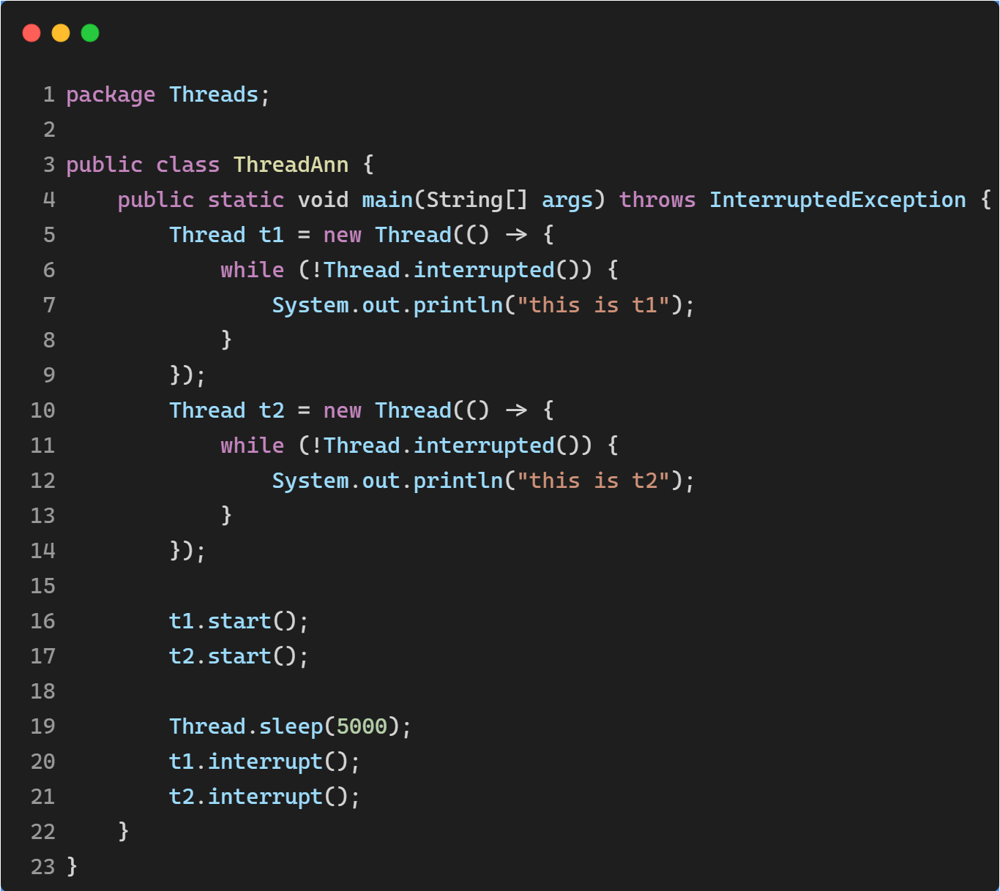 1 package Threads;
2
3 public class ThreadAnn {
4     public static void main(String[] args) throws InterruptedException {
5         Thread t1 = new Thread(() -> {
6             while (!Thread.interrupted()) {
7                 System.out.println("this is t1");
8             }
9         });
10         Thread t2 = new Thread(() -> {
11             while (!Thread.interrupted()) {
12                 System.out.println("this is t2");
13             }
14         });
15
16         t1.start();
17         t2.start();
18
19         Thread.sleep(5000);
20         t1.interrupt();
21         t2.interrupt();
22     }
23 }